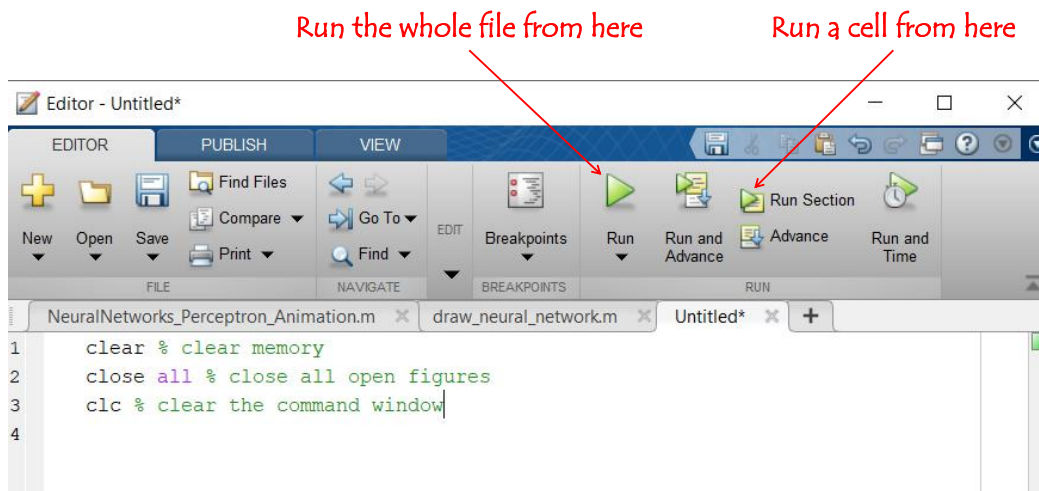 Run the whole file from here
Run a cell from here
Editor - Untitled*
EDITOR
PUBLISH
VIEW
New
Open
Save
Find Files
Compare
Print
FILE
Go To
Find
NAVIGATE
EDIT
Breakpoints
BREAKPOINTS
Run
Run and
Advance
Run Section
Advance
Run and
Time
RUN
NeuralNetworks_Perceptron_Animation.m
draw_neural_network.m
Untitled*
1 clear % clear memory
2 close all % close all open figures
3 clc % clear the command window
4